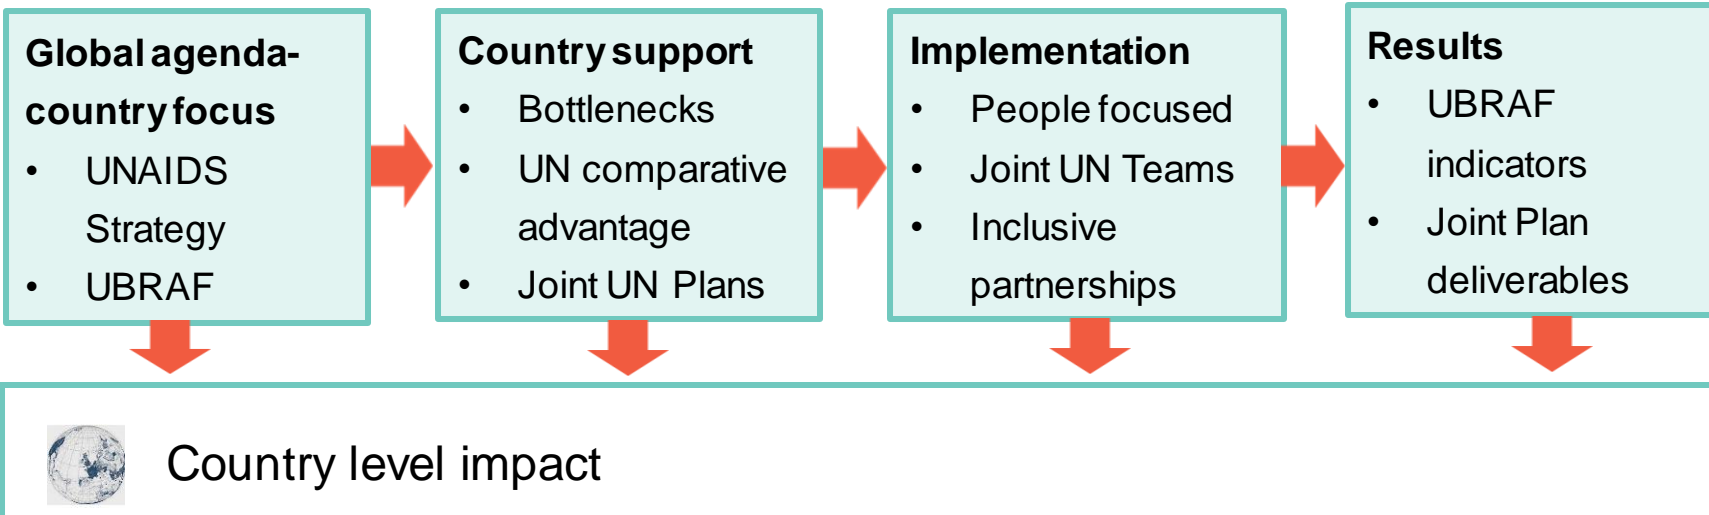 Global agenda-
country focus
• UNAIDS
Strategy
• UBRAF
Country support
• Bottlenecks
• UN comparative
advantage
• Joint UN Plans
Implementation
• People focused
• Joint UN Teams
• Inclusive
partnerships
Results
• UBRAF
indicators
• Joint Plan
deliverables
Country level impact